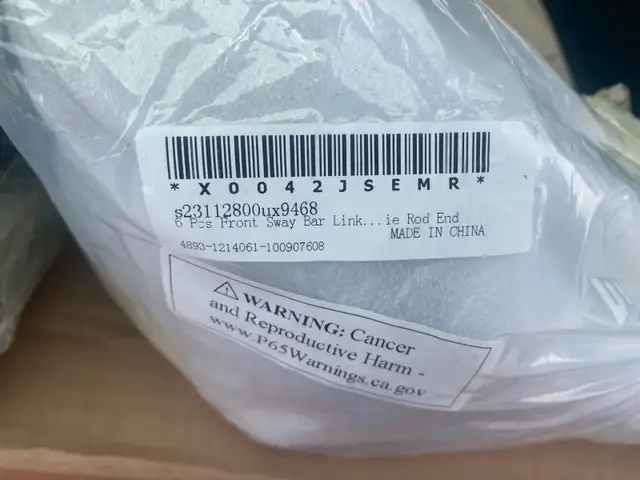 *X0042JSEMR*
s23112800ux9468
6 Pcs Front Sway Bar Link...ie Rod End
MADE IN CHINA
4893-1214061-100907608
⚠ WARNING: Cancer
and Reproductive Harm -
www.P65Warnings.ca.gov